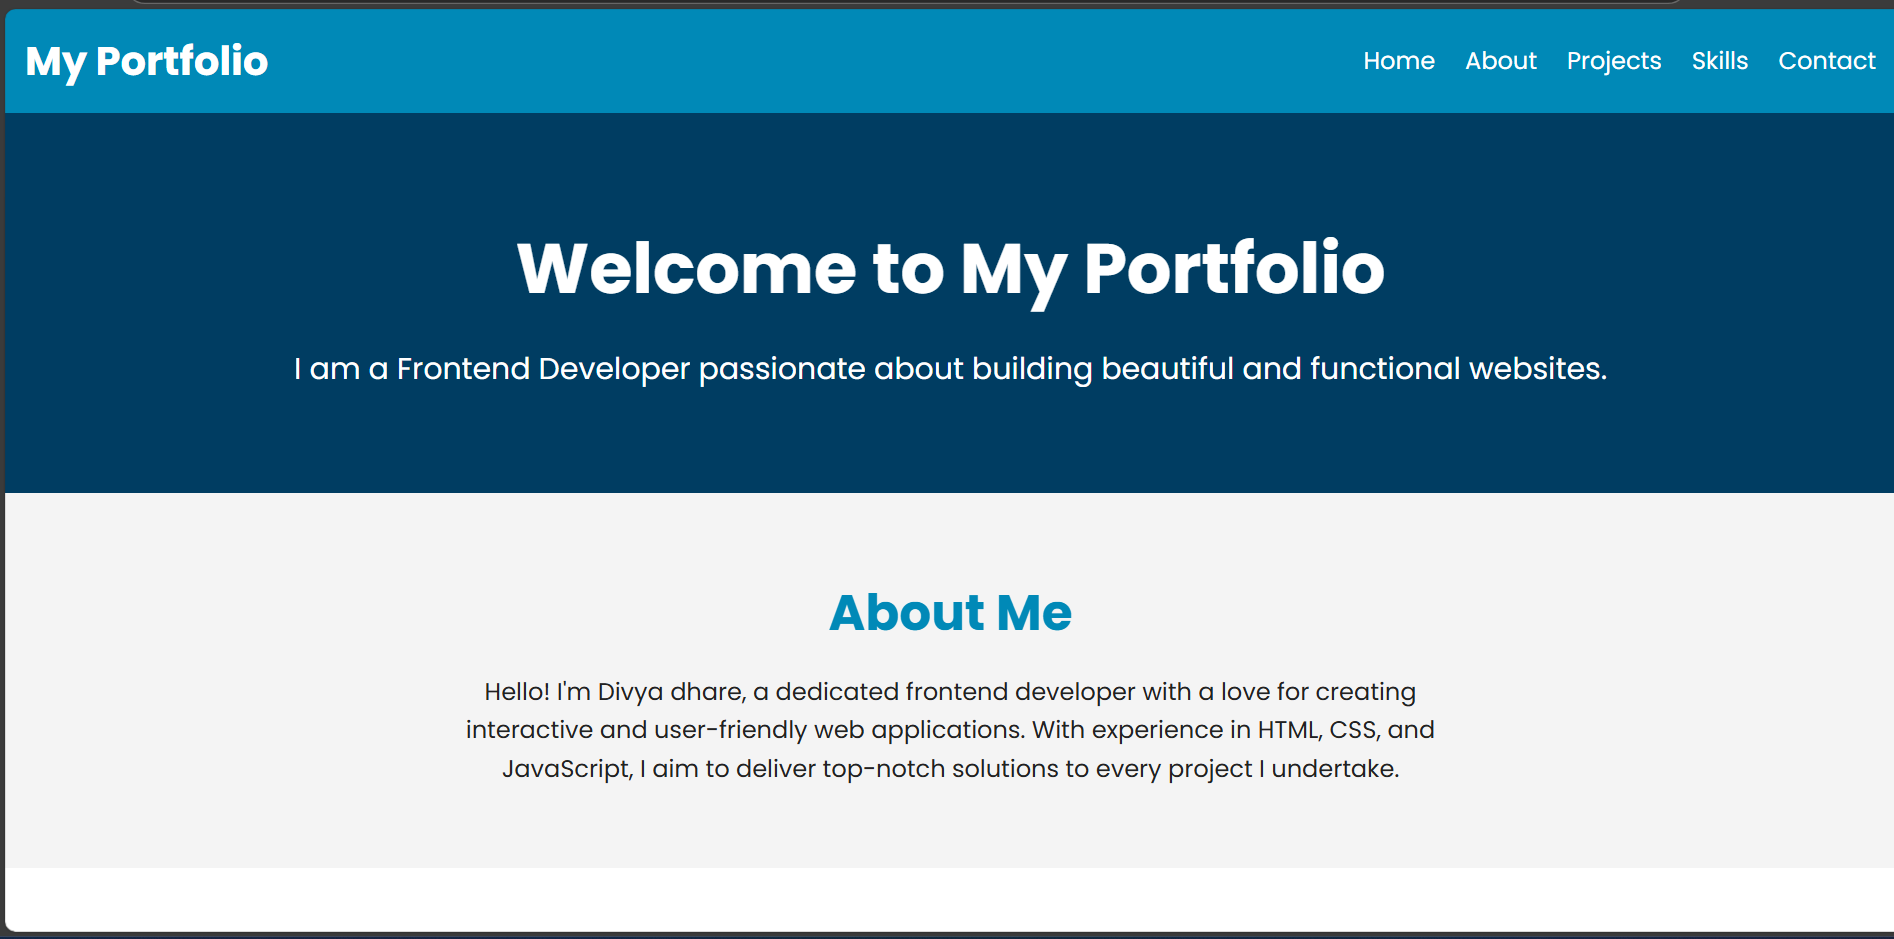 My Portfolio
Home About Projects Skills Contact
Welcome to My Portfolio
I am a Frontend Developer passionate about building beautiful and functional websites.
About Me
Hello! I'm Divya dhare, a dedicated frontend developer with a love for creating
interactive and user-friendly web applications. With experience in HTML, CSS, and
JavaScript, I aim to deliver top-notch solutions to every project I undertake.